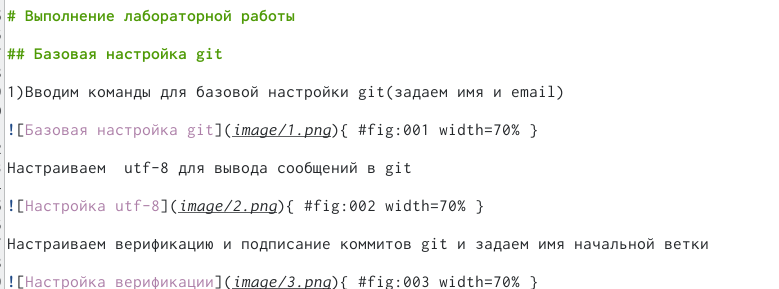 # Выполнение лабораторной работы
## Базовая настройка git
1)Вводим команды для базовой настройки git(задаем имя и email)
![Базовая настройка git](image/1.png){ #fig:001 width=70% }
Настраиваем  utf-8 для вывода сообщений в git
![Настройка utf-8](image/2.png){ #fig:002 width=70% }
Настраиваем верификацию и подписание коммитов git и задаем имя начальной ветки
![Настройка верификации](image/3.png){ #fig:003 width=70% }